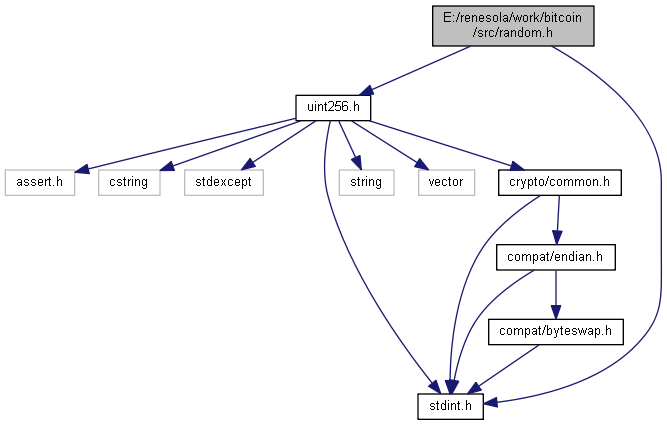 E:/renesola/work/bitcoin
/src/random.h
uint256.h
assert.h
cstring
stdexcept
string
vector
crypto/common.h
compat/endian.h
compat/byteswap.h
stdint.h